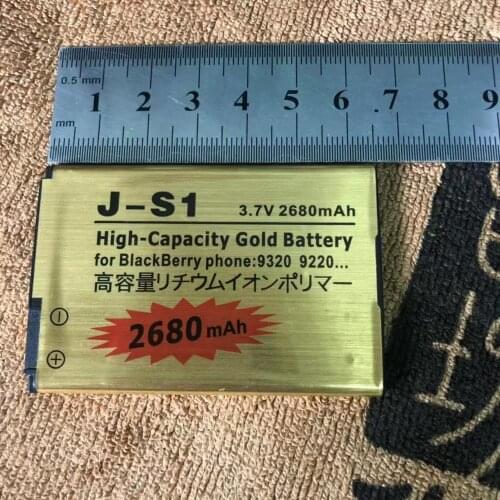 0.5 mm
1 2 3 4 5 6 .7 8 9
mm
J-S1 3.7V 2680mAh
High-Capacity Gold Battery
for BlackBerry phone:9320 9220...
高容量リチウムイオンポリマー
2680 mAh